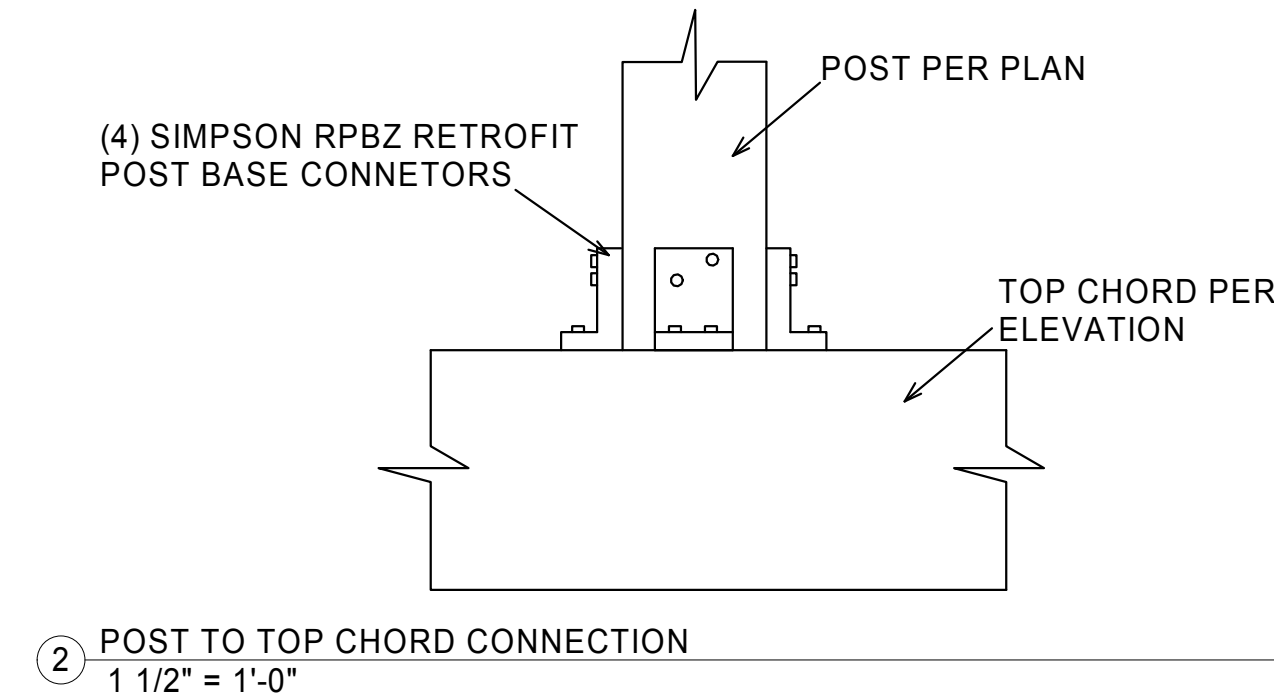 POST PER PLAN
(4) SIMPSON RPBZ RETROFIT
POST BASE CONNETORS
TOP CHORD PER
ELEVATION
2
POST TO TOP CHORD CONNECTION
1 1/2" = 1'-0"